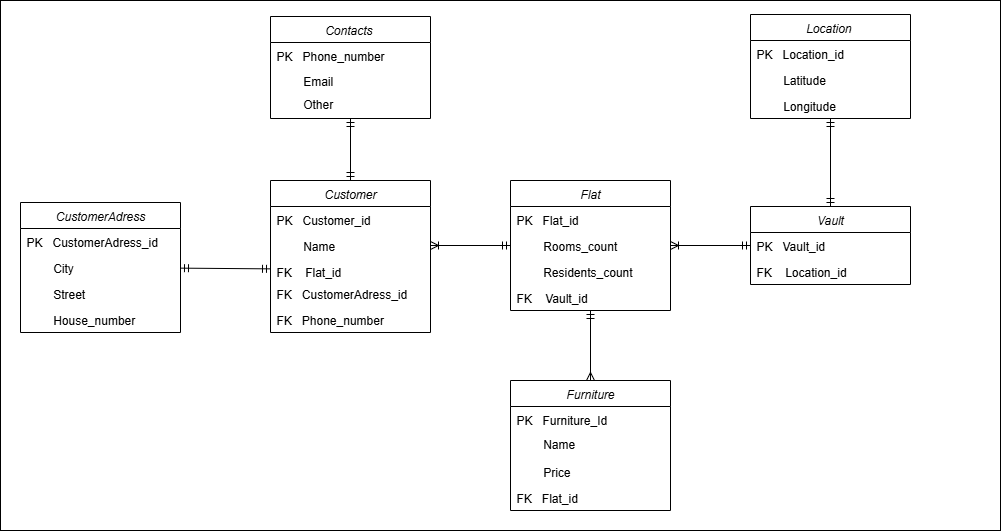 Contacts
PK Phone_number
Email
Other
Location
PK Location_id
Latitude
Longitude
CustomerAdress
PK CustomerAdress_id
City
Street
House_number
Customer
PK Customer_id
Name
FK Flat_id
FK CustomerAdress_id
FK Phone_number
Flat
PK Flat_id
Rooms_count
Residents_count
FK Vault_id
Vault
PK Vault_id
FK Location_id
Furniture
PK Furniture_Id
Name
Price
FK Flat_id